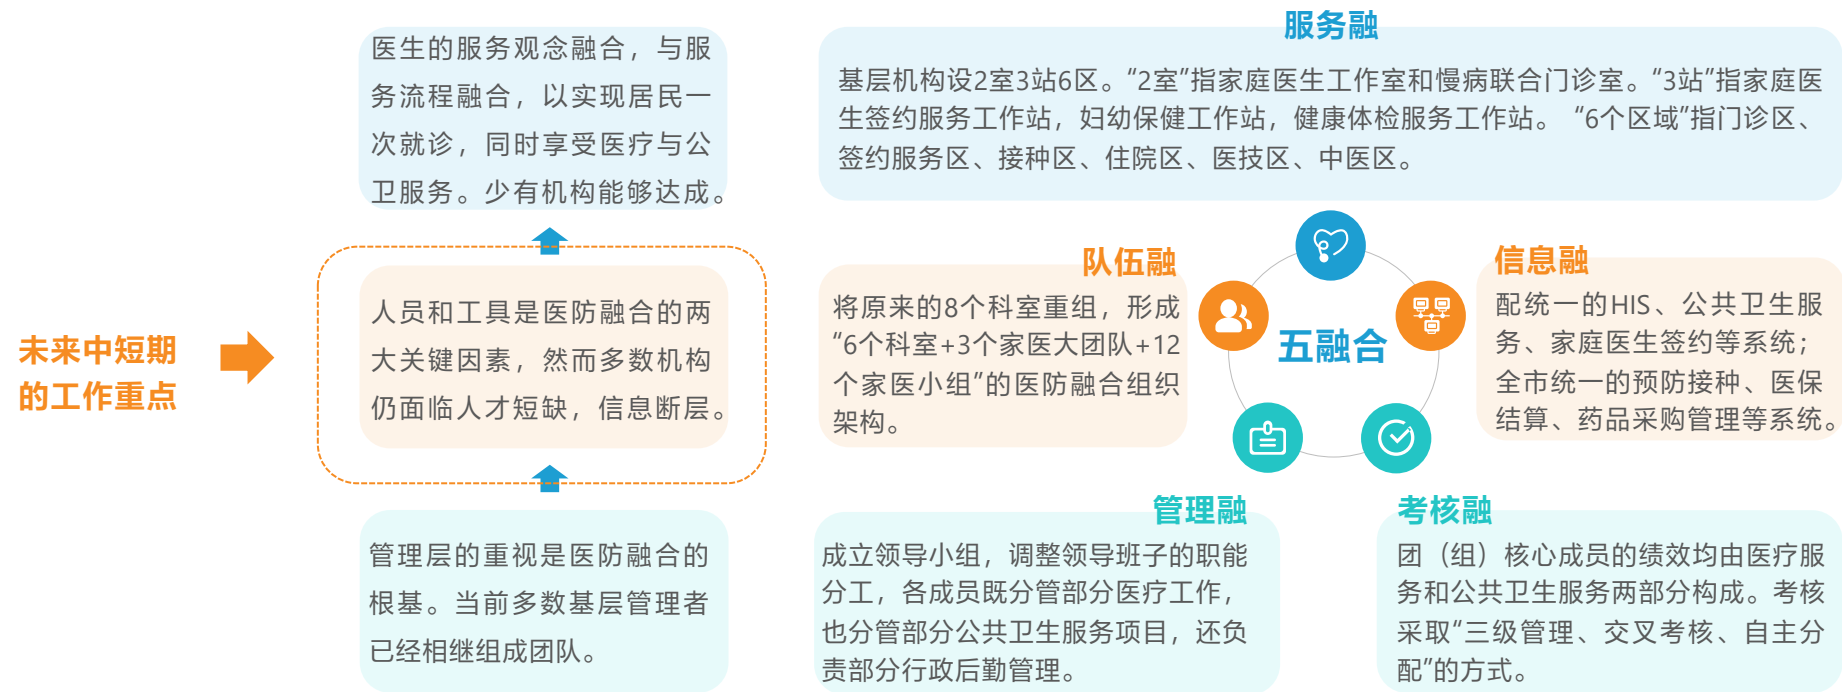 未来中短期
的工作重点
医生的服务观念融合，与服
务流程融合，以实现居民一
次就诊，同时享受医疗与公
卫服务。少有机构能够达成。
人员和工具是医防融合的两
大关键因素，然而多数机构
仍面临人才短缺，信息断层。
管理层的重视是医防融合的
根基。当前多数基层管理者
已经相继组成团队。
服务融
基层机构设2室3站6区。“2室”指家庭医生工作室和慢病联合门诊室。“3站”指家庭医
生签约服务工作站，妇幼保健工作站，健康体检服务工作站。 “6个区域”指门诊区、
签约服务区、接种区、住院区、医技区、中医区。
队伍融
将原来的8个科室重组，形成
“6个科室+3个家医大团队+12
个家医小组”的医防融合组织
架构。
五融合
信息融
配统一的HIS、公共卫生服
务、家庭医生签约等系统；
全市统一的预防接种、医保
结算、药品采购管理等系统。
管理融
成立领导小组，调整领导班子的职能
分工，各成员既分管部分医疗工作，
也分管部分公共卫生服务项目，还负
责部分行政后勤管理。
考核融
团（组）核心成员的绩效均由医疗服
务和公共卫生服务两部分构成。考核
采取“三级管理、交叉考核、自主分
配”的方式。